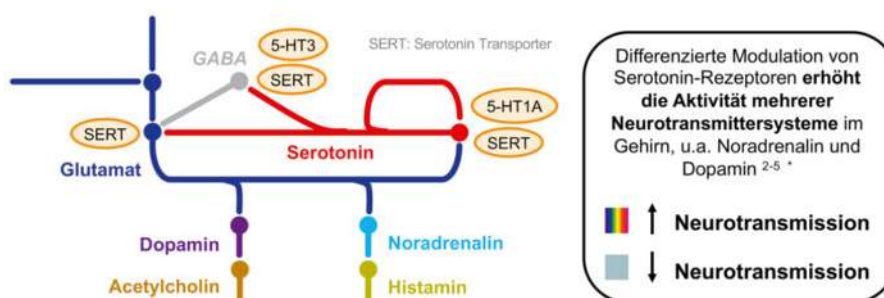 5-HT3
SERT: Serotonin Transporter
GABA
SERT
SERT
5-HT1A
SERT
Serotonin
Glutamat
Dopamin
Noradrenalin
Acetylcholin
Histamin
Differenzierte Modulation von
Serotonin-Rezeptoren erhöht
die Aktivität mehrerer
Neurotransmittersysteme im
Gehirn, u.a. Noradrenalin und
Dopamin 2-5 *
↑ Neurotransmission
↓ Neurotransmission